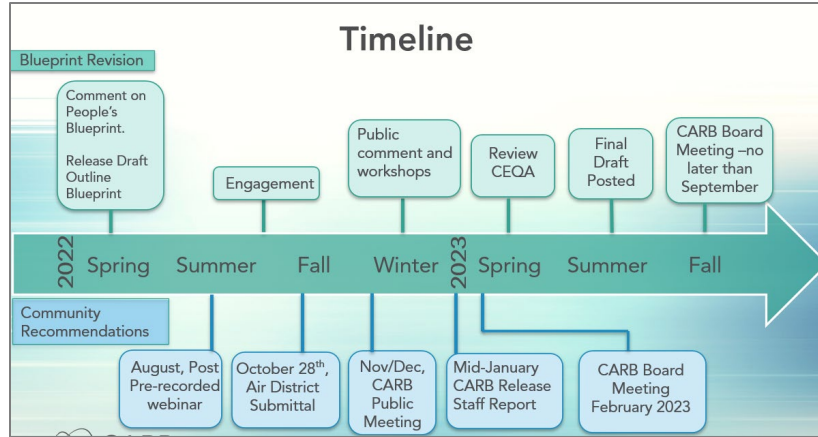 Timeline
Blueprint Revision
Comment on
People's
Blueprint.
Release Draft
Outline
Blueprint
Engagement
Public
comment and
workshops
Review
CEQA
Final
Draft
Posted
CARB Board
Meeting –no
later than
September
2022
Spring
Summer
Fall
Winter
2023
Spring
Summer
Fall
Community
Recommendations
August, Post
Pre-recorded
webinar
October 28th,
Air District
Submittal
Nov/Dec,
CARB
Public
Meeting
Mid-January
CARB Release
Staff Report
CARB Board
Meeting
February 2023